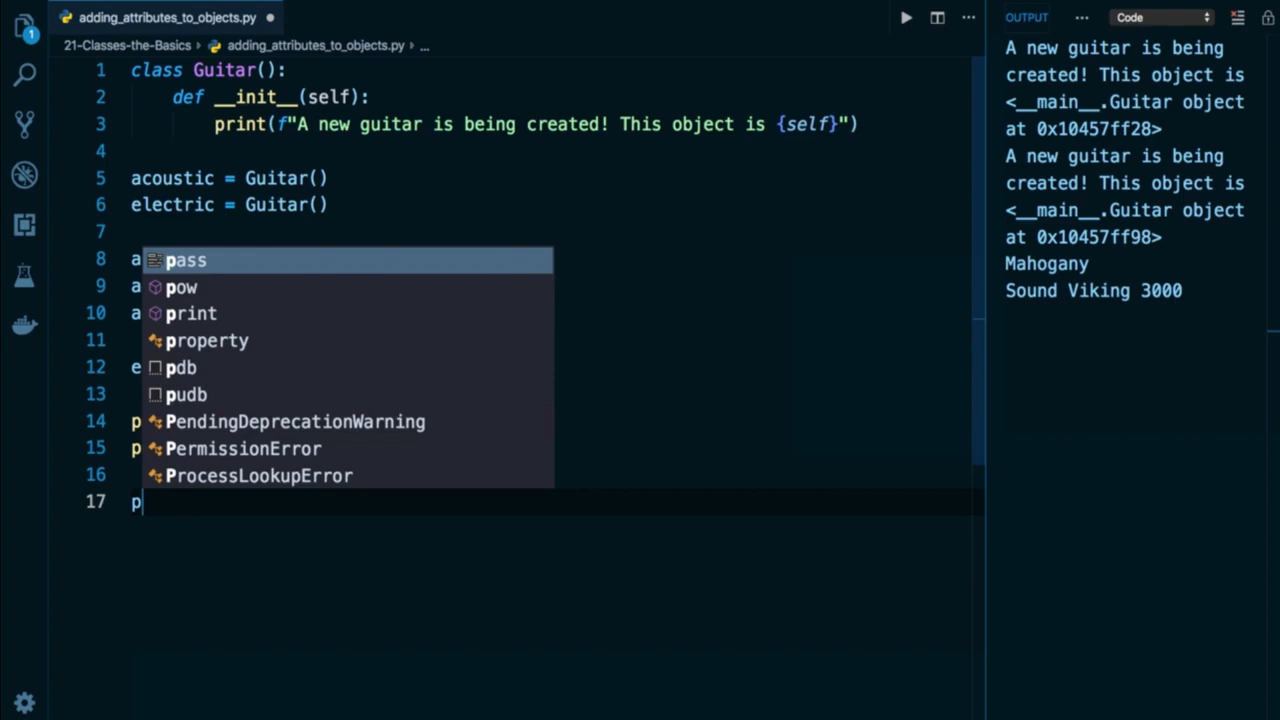 adding_attributes_to_objects.py
OUTPUT
Code
1
21-Classes-the-Basics › adding_attributes_to_objects.py › ...
1 class Guitar():
2 def __init__(self):
3 print(f"A new guitar is being created! This object is {self}")
4
5 acoustic = Guitar()
6 electric = Guitar()
7
8 a
9 a
10 a
11
12 e
13
14 p
15 p
16
17 p
pass
pow
print
property
pdb
pudb
PendingDeprecationWarning
PermissionError
ProcessLookupError
A new guitar is being
created! This object is
<__main__.Guitar object
at 0x10457ff28>
A new guitar is being
created! This object is
<__main__.Guitar object
at 0x10457ff98>
Mahogany
Sound Viking 3000